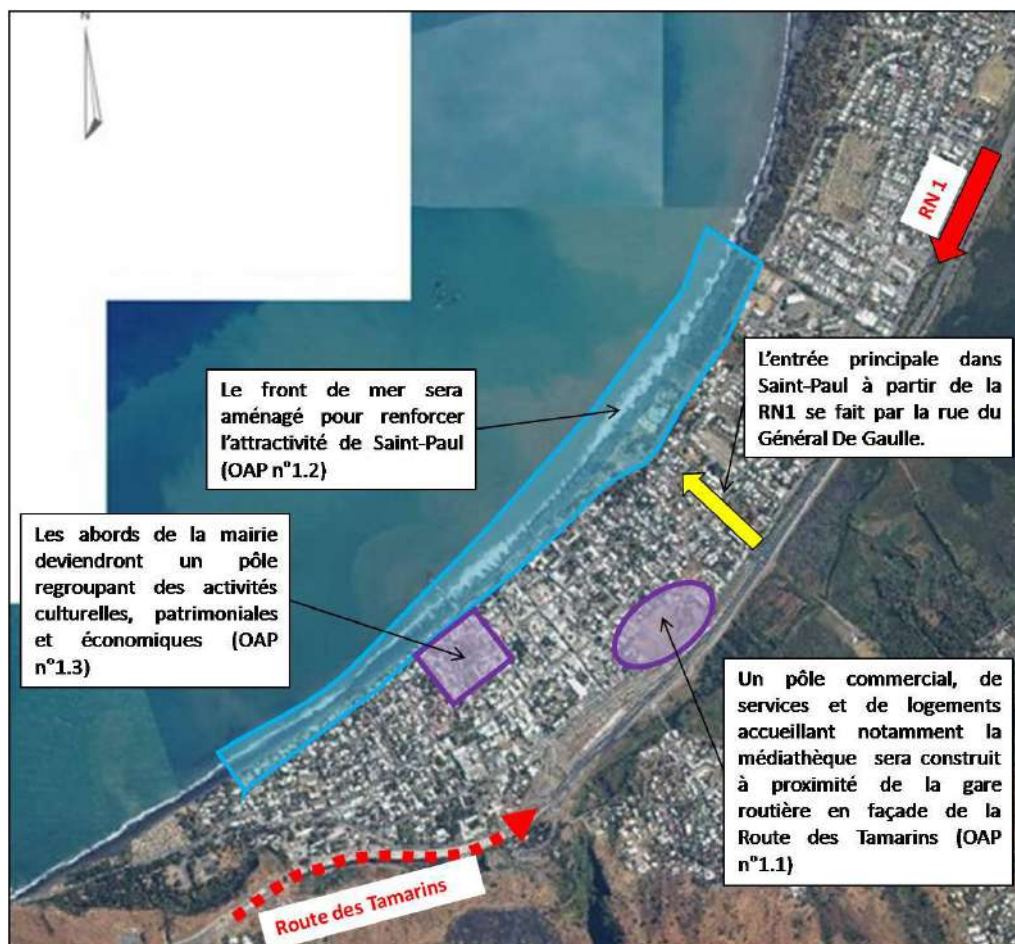 N
RN 1
L'entrée principale dans
Saint-Paul à partir de la
RN1 se fait par la rue du
Général De Gaulle.
Le front de mer sera
aménagé pour renforcer
l'attractivité de Saint-Paul
(OAP n°1.2)
Les abords de la mairie
deviendront un pôle
regroupant des activités
culturelles, patrimoniales
et économiques (OAP
n°1.3)
Un pôle commercial, de
services et de logements
accueillant notamment la
médiathèque sera construit
à proximité de la gare
routière en façade de la
Route des Tamarins (OAP
n°1.1)
Route des Tamarins